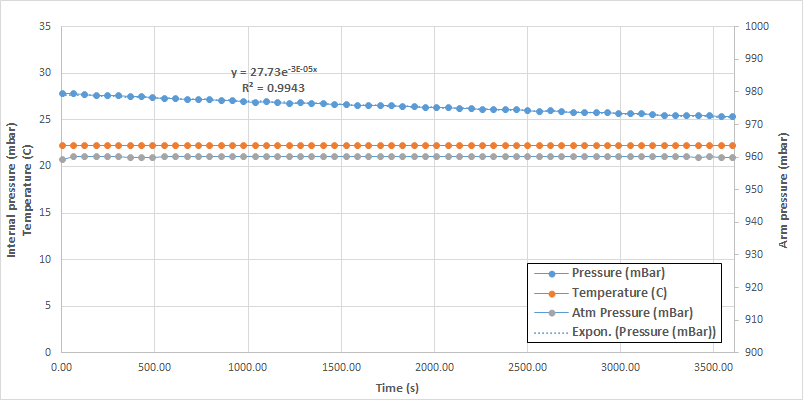 35
30
25
20
15
10
5
0
1000
990
980
970
960
950
940
930
920
910
900
0.00 500.00 1000.00 1500.00 2000.00 2500.00 3000.00 3500.00
Time (s)
Internal pressure (mbar)
Temperature (C)
Arm pressure (mbar)
y = 27.73e^-3E-05x
R² = 0.9943
Pressure (mBar)
Temperature (C)
Atm Pressure (mBar)
Expon. (Pressure (mBar))